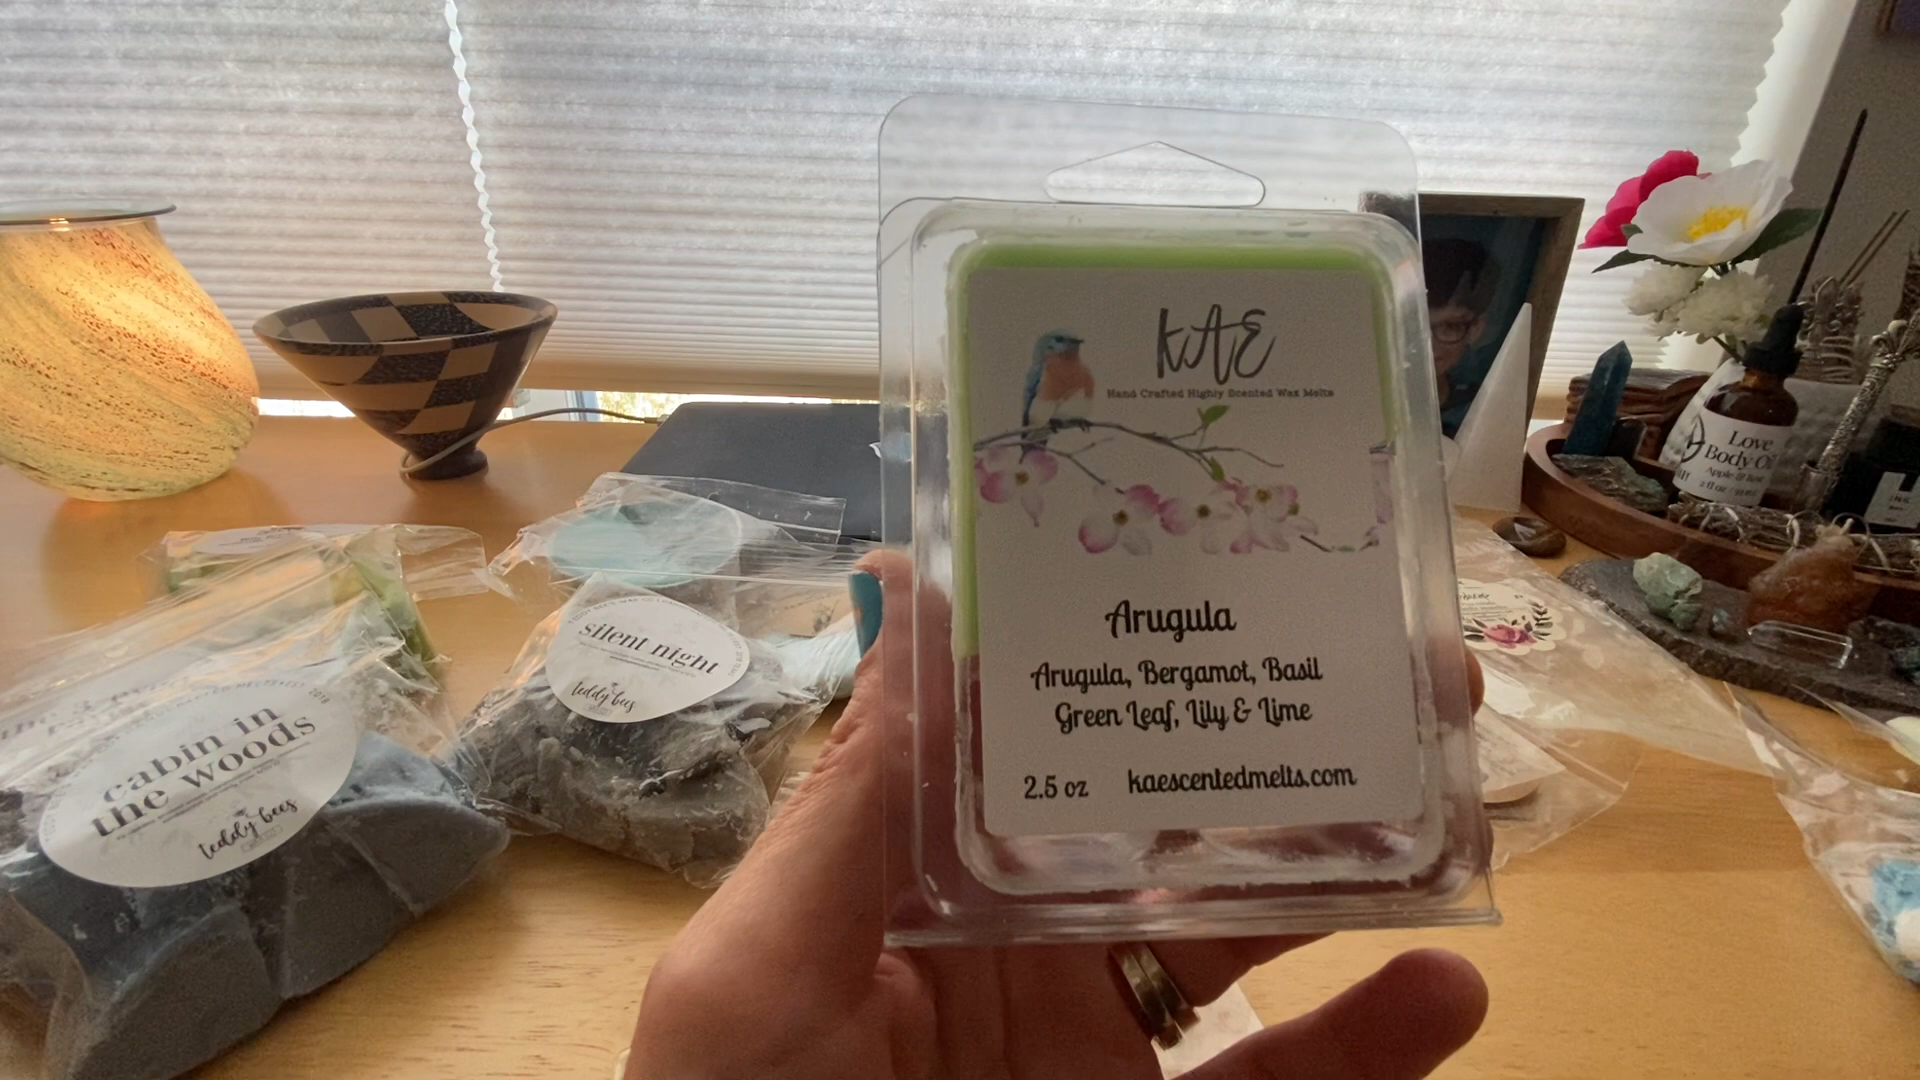 KAE
Hand Crafted Highly Scented Wax Melts
Arugula
Arugula, Bergamot, Basil
Green Leaf, Lily & Lime
2.5 oz kaescentedmelts.com
cabin in
the woods
teddy bees
silent night
teddy bees
Love
Body
Apple &